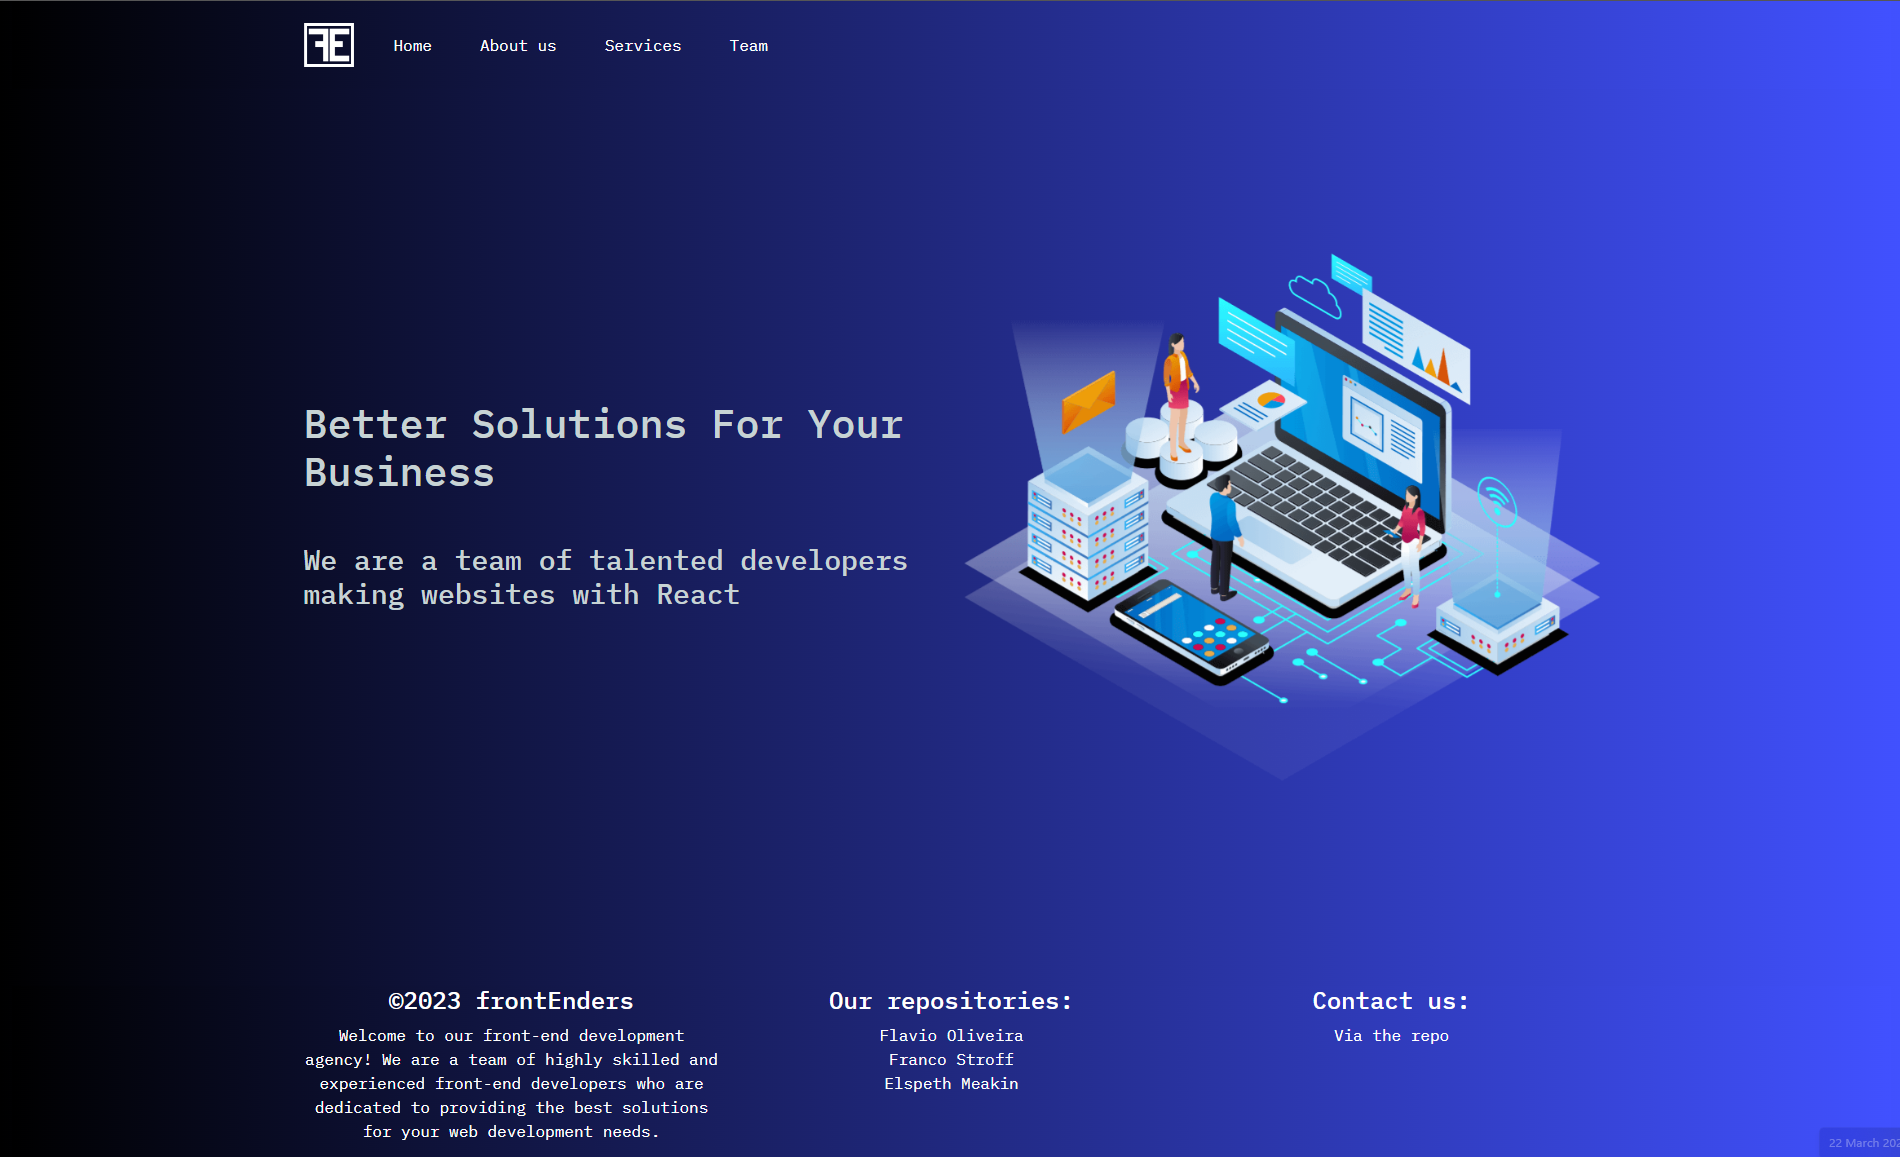 FE
Home
About us
Services
Team
Better Solutions For Your
Business
We are a team of talented developers
making websites with React
©2023 frontEnders
Welcome to our front-end development
agency! We are a team of highly skilled and
experienced front-end developers who are
dedicated to providing the best solutions
for your web development needs.
Our repositories:
Flavio Oliveira
Franco Stroff
Elspeth Meakin
Contact us:
Via the repo
22 March 202